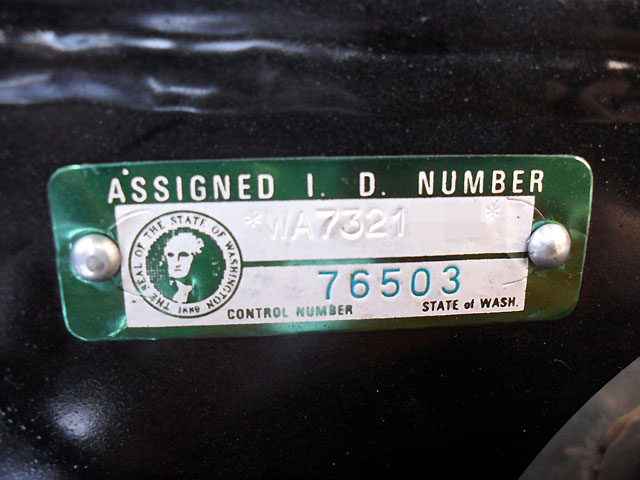 ASSIGNED I. D. NUMBER
*WA7321 *
THE SEAL OF THE STATE OF WASHINGTON
1889
76503
CONTROL NUMBER
STATE of WASH.